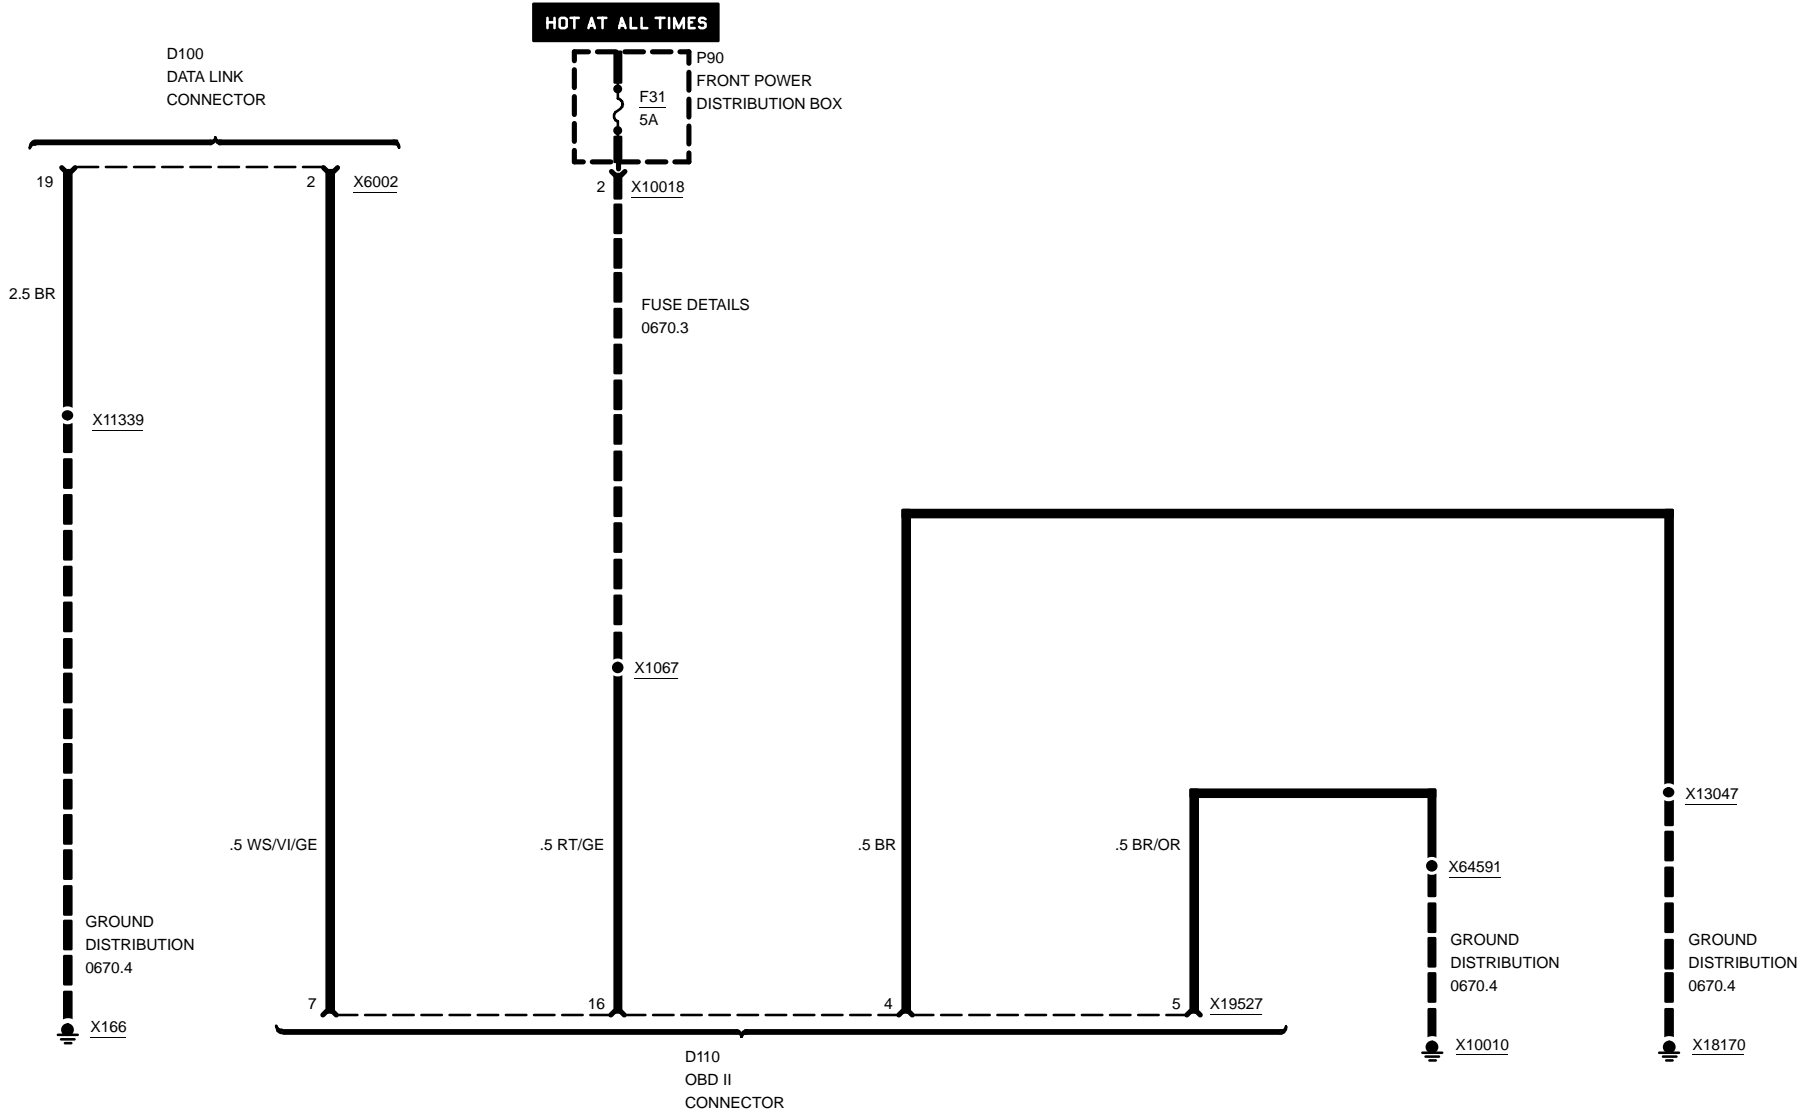 HOT AT ALL TIMES
D100
DATA LINK
CONNECTOR
P90
FRONT POWER
DISTRIBUTION BOX
F31
5A
19
2
X6002
2
X10018
2.5 BR
FUSE DETAILS
0670.3
X11339
X1067
X13047
.5 WS/VI/GE
.5 RT/GE
.5 BR
.5 BR/OR
X64591
GROUND
DISTRIBUTION
0670.4
GROUND
DISTRIBUTION
0670.4
GROUND
DISTRIBUTION
0670.4
7
16
4
5
X19527
X166
X10010
X18170
D110
OBD II
CONNECTOR